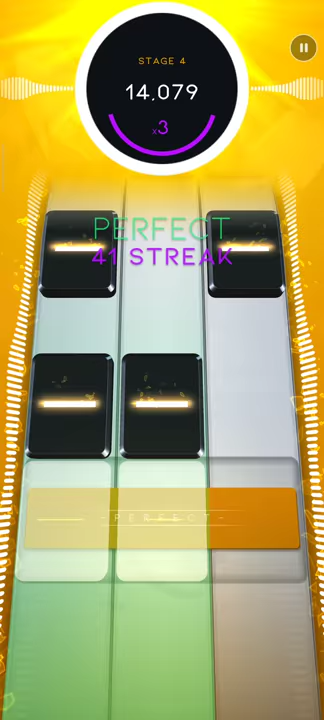 STAGE 4
14,079
x3
PERFECT
41 STREAK
PERFECT